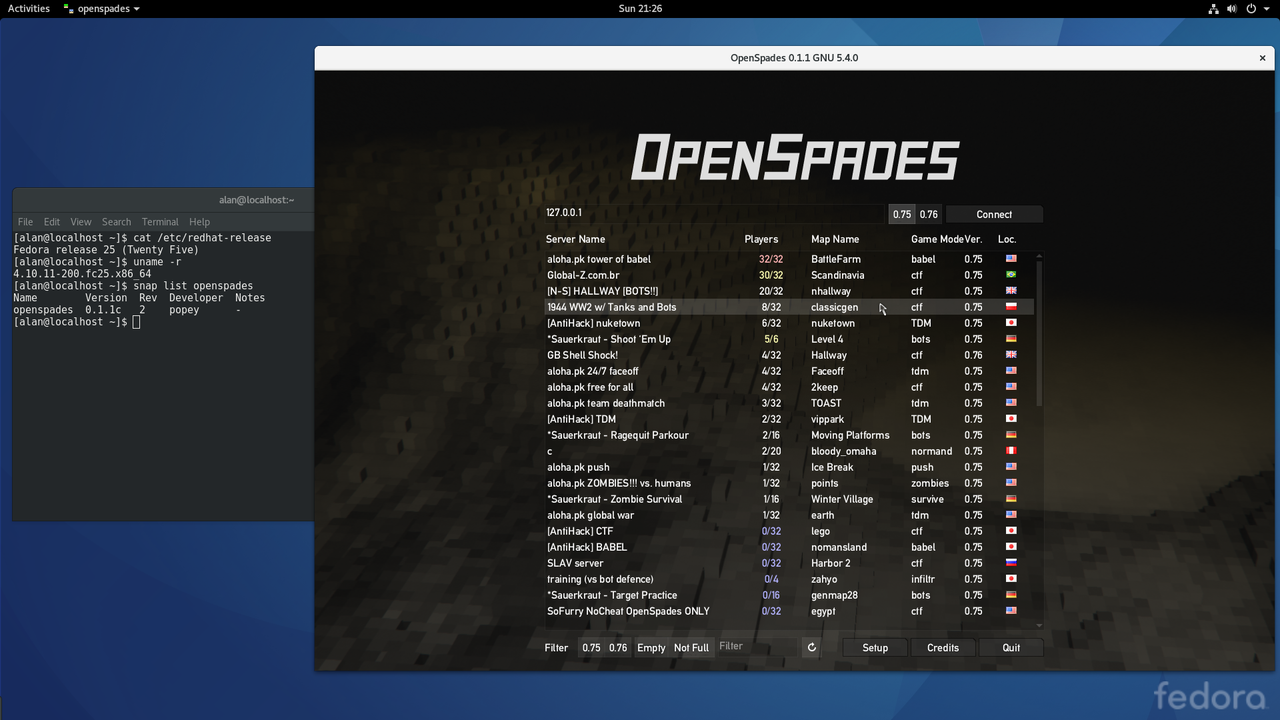 Activities openspades Sun 21:26
OpenSpades 0.1.1 GNU 5.4.0
alan@localhost:~
File Edit View Search Terminal Help
[alan@localhost ~]$ cat /etc/redhat-release
Fedora release 25 (Twenty Five)
[alan@localhost ~]$ uname -r
4.10.11-200.fc25.x86_64
[alan@localhost ~]$ snap list openspades
Name Version Rev Developer Notes
openspades 0.1.1c 2 popey -
[alan@localhost ~]$
OPENSPADES
127.0.0.1 0.75 0.76 Connect
Server Name Players Map Name Game Mode Ver. Loc.
aloha.pk tower of babel 32/32 BattleFarm babel 0.75
Global-Z.com.br 30/32 Scandinavia ctf 0.75
[N-S] HALLWAY [BOTS!!] 20/32 nhallway ctf 0.75
1944 WW2 w/ Tanks and Bots 8/32 classicgen ctf 0.75
[AntiHack] nuketown 6/32 nuketown TDM 0.75
*Sauerkraut - Shoot 'Em Up 5/6 Level 4 bots 0.75
GB Shell Shock! 4/32 Hallway ctf 0.76
aloha.pk 24/7 faceoff 4/32 Faceoff tdm 0.75
aloha.pk free for all 4/32 2keep ctf 0.75
aloha.pk team deathmatch 3/32 TOAST tdm 0.75
[AntiHack] TDM 2/32 vippark TDM 0.75
*Sauerkraut - Ragequit Parkour 2/16 Moving Platforms bots 0.75
c 2/20 bloody_omaha normand 0.75
aloha.pk push 1/32 Ice Break push 0.75
aloha.pk ZOMBIES!!! vs. humans 1/32 points zombies 0.75
*Sauerkraut - Zombie Survival 1/16 Winter Village survive 0.75
aloha.pk global war 1/32 earth tdm 0.75
[AntiHack] CTF 0/32 lego ctf 0.75
[AntiHack] BABEL 0/32 nomansland babel 0.75
SLAV server 0/32 Harbor 2 ctf 0.75
training (vs bot defence) 0/4 zahyo infiltr 0.75
*Sauerkraut - Target Practice 0/16 genmap28 bots 0.75
SoFurry NoCheat OpenSpades ONLY 0/32 egypt ctf 0.75
Filter 0.75 0.76 Empty Not Full Filter Setup Credits Quit
fedora